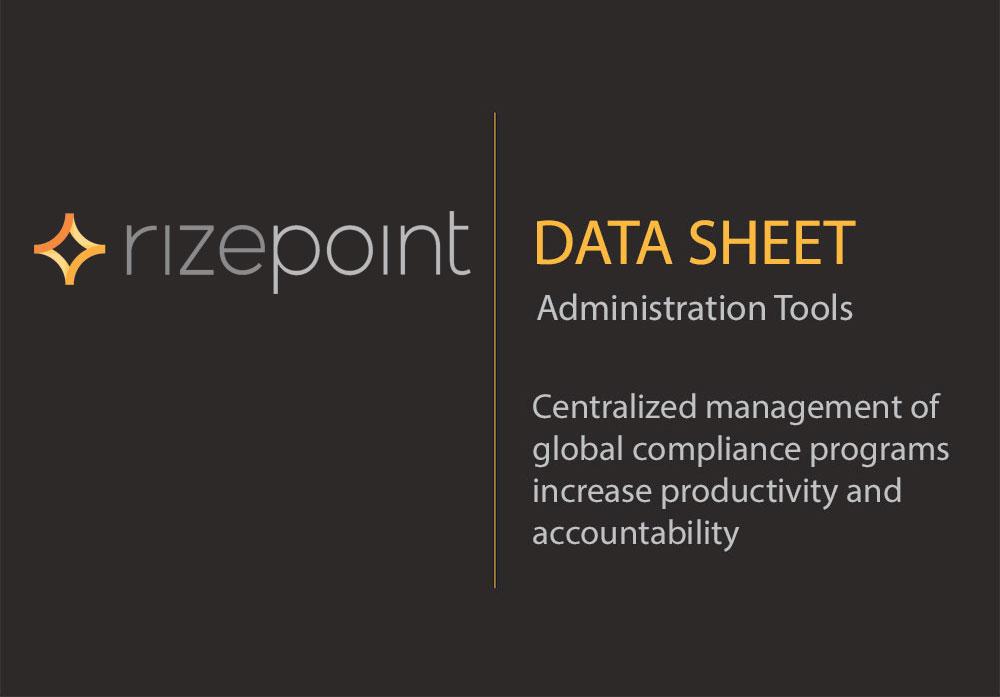 rizepoint
DATA SHEET
Administration Tools
Centralized management of
global compliance programs
increase productivity and
accountability